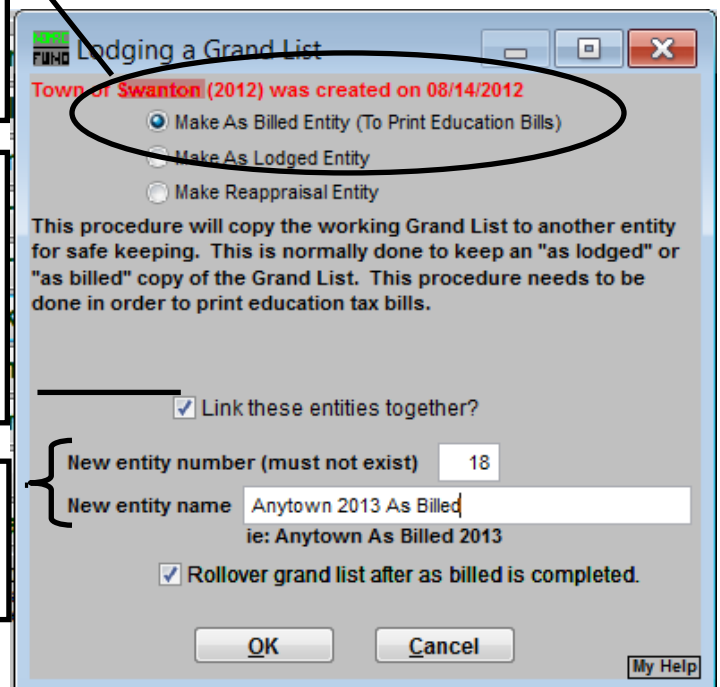 NEMRC
FUND Lodging a Grand List
Town of Swanton (2012) was created on 08/14/2012
Make As Billed Entity (To Print Education Bills)
Make As Lodged Entity
Make Reappraisal Entity
This procedure will copy the working Grand List to another entity
for safe keeping. This is normally done to keep an "as lodged" or
"as billed" copy of the Grand List. This procedure needs to be
done in order to print education tax bills.
Link these entities together?
New entity number (must not exist) 18
New entity name Anytown 2013 As Billed
ie: Anytown As Billed 2013
Rollover grand list after as billed is completed.
OK Cancel
My Help